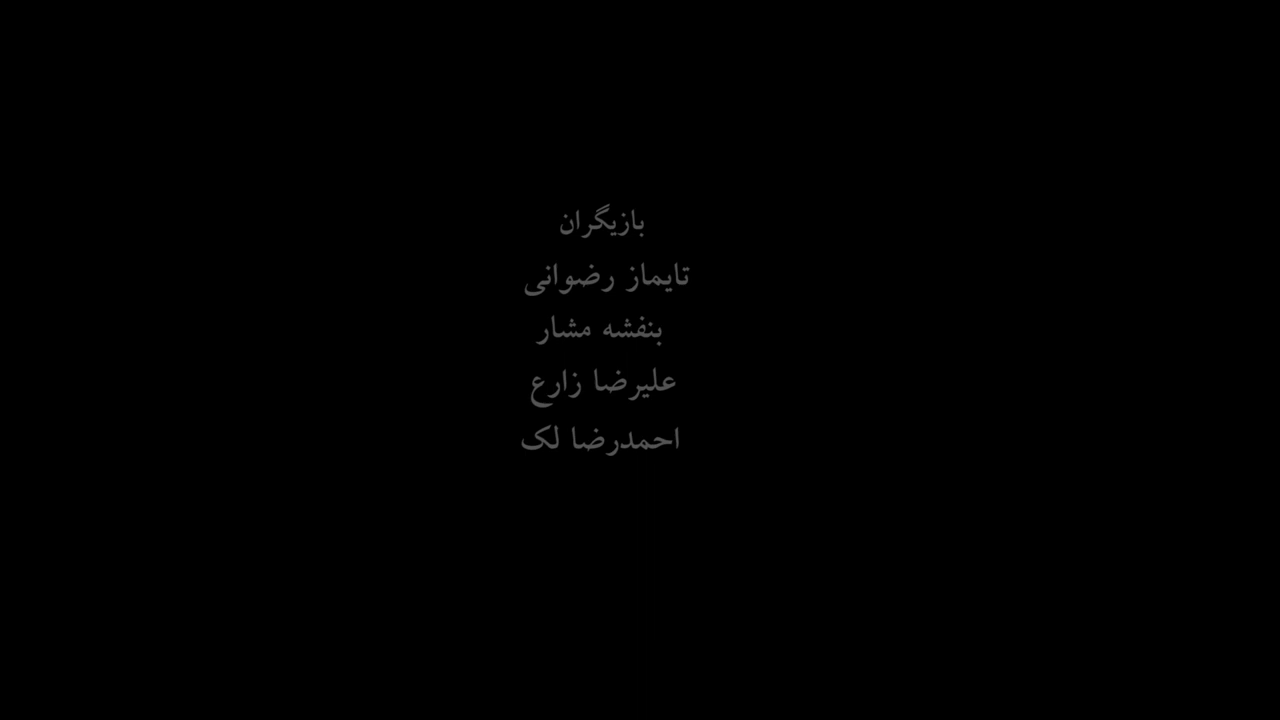 بازیگران
تایماز رضوانی
بنفشه مشار
علیرضا زارع
احمدرضا لک